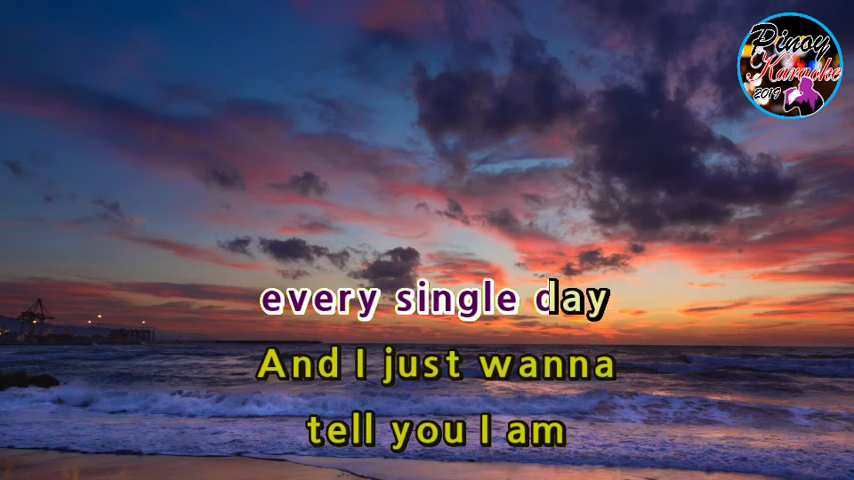 Pinoy
Karaoke
2019
every single day
And I just wanna
tell you I am